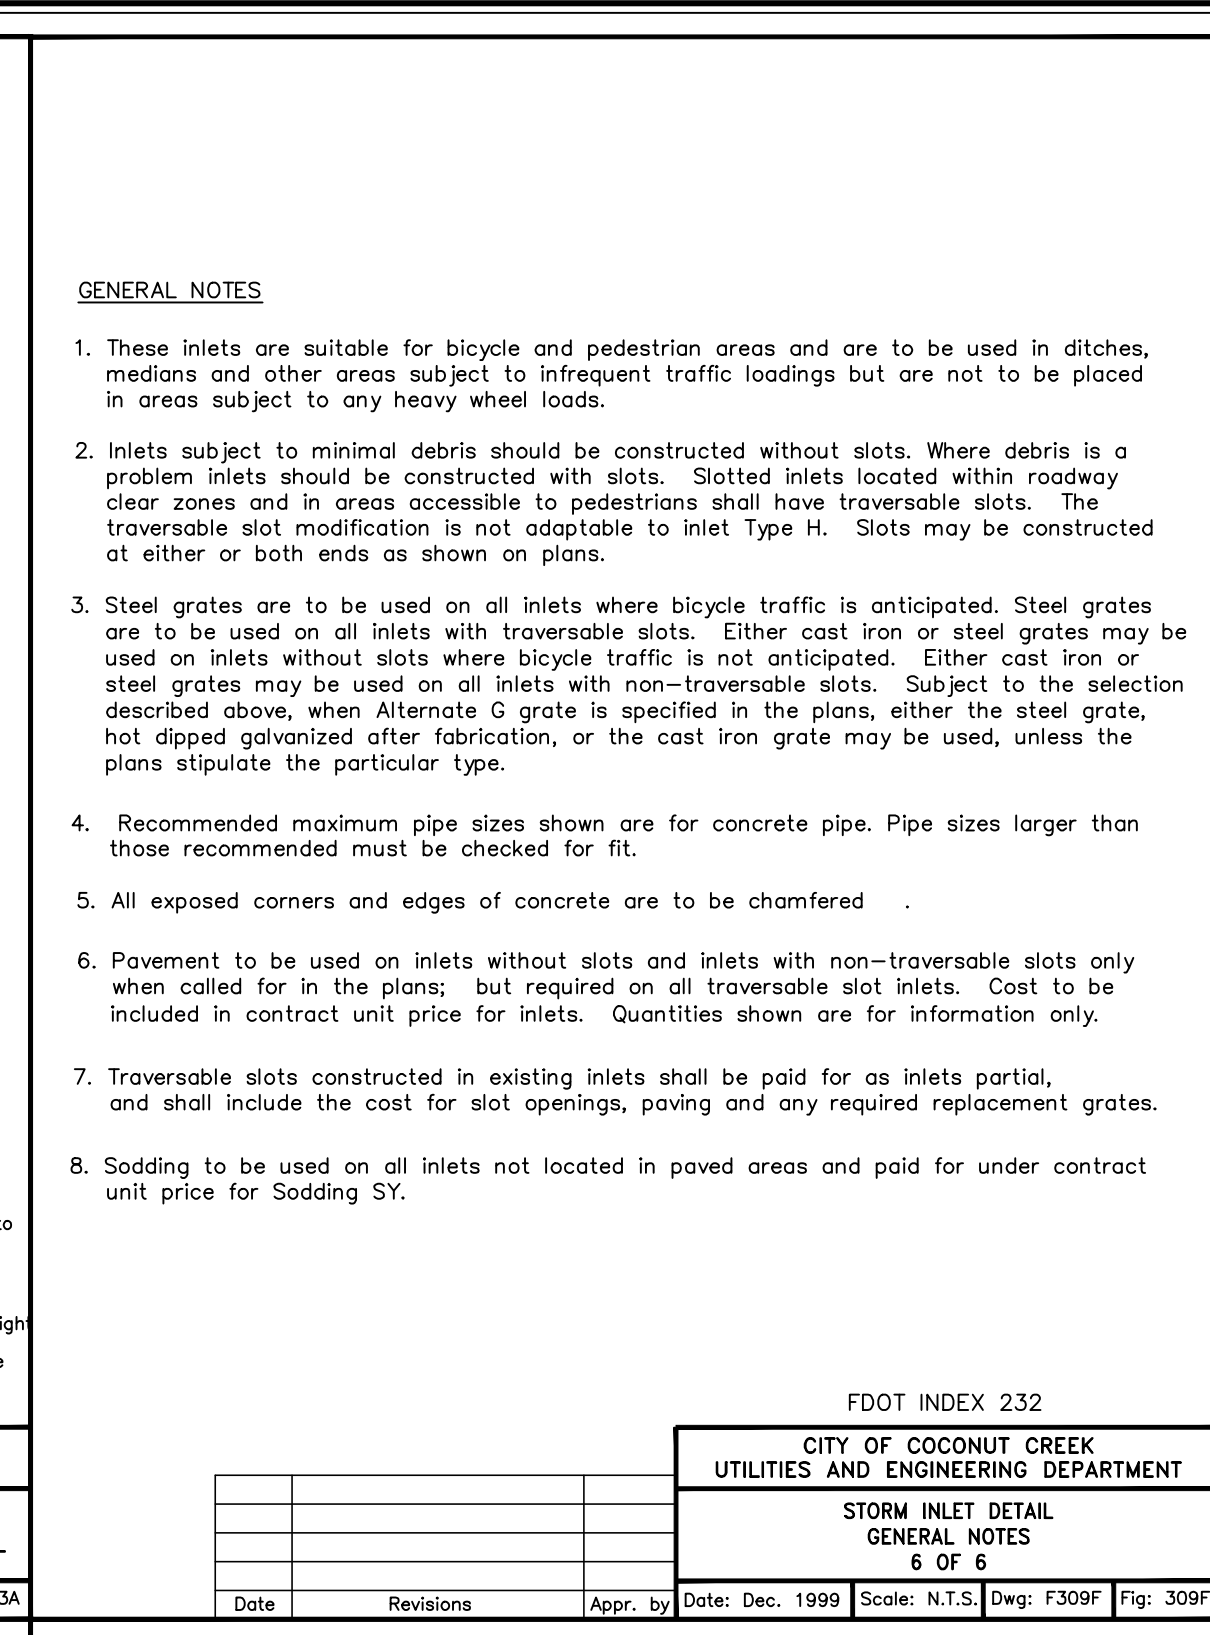 GENERAL NOTES
1. These inlets are suitable for bicycle and pedestrian areas and are to be used in ditches,
medians and other areas subject to infrequent traffic loadings but are not to be placed
in areas subject to any heavy wheel loads.
2. Inlets subject to minimal debris should be constructed without slots. Where debris is a
problem inlets should be constructed with slots. Slotted inlets located within roadway
clear zones and in areas accessible to pedestrians shall have traversable slots. The
traversable slot modification is not adaptable to inlet Type H. Slots may be constructed
at either or both ends as shown on plans.
3. Steel grates are to be used on all inlets where bicycle traffic is anticipated. Steel grates
are to be used on all inlets with traversable slots. Either cast iron or steel grates may be
used on inlets without slots where bicycle traffic is not anticipated. Either cast iron or
steel grates may be used on all inlets with non-traversable slots. Subject to the selection
described above, when Alternate G grate is specified in the plans, either the steel grate,
hot dipped galvanized after fabrication, or the cast iron grate may be used, unless the
plans stipulate the particular type.
4. Recommended maximum pipe sizes shown are for concrete pipe. Pipe sizes larger than
those recommended must be checked for fit.
5. All exposed corners and edges of concrete are to be chamfered .
6. Pavement to be used on inlets without slots and inlets with non-traversable slots only
when called for in the plans; but required on all traversable slot inlets. Cost to be
included in contract unit price for inlets. Quantities shown are for information only.
7. Traversable slots constructed in existing inlets shall be paid for as inlets partial,
and shall include the cost for slot openings, paving and any required replacement grates.
8. Sodding to be used on all inlets not located in paved areas and paid for under contract
unit price for Sodding SY.
FDOT INDEX 232
CITY OF COCONUT CREEK
UTILITIES AND ENGINEERING DEPARTMENT
STORM INLET DETAIL
GENERAL NOTES
6 OF 6
Date Revisions Appr. by Date: Dec. 1999 Scale: N.T.S. Dwg: F309F Fig: 309F